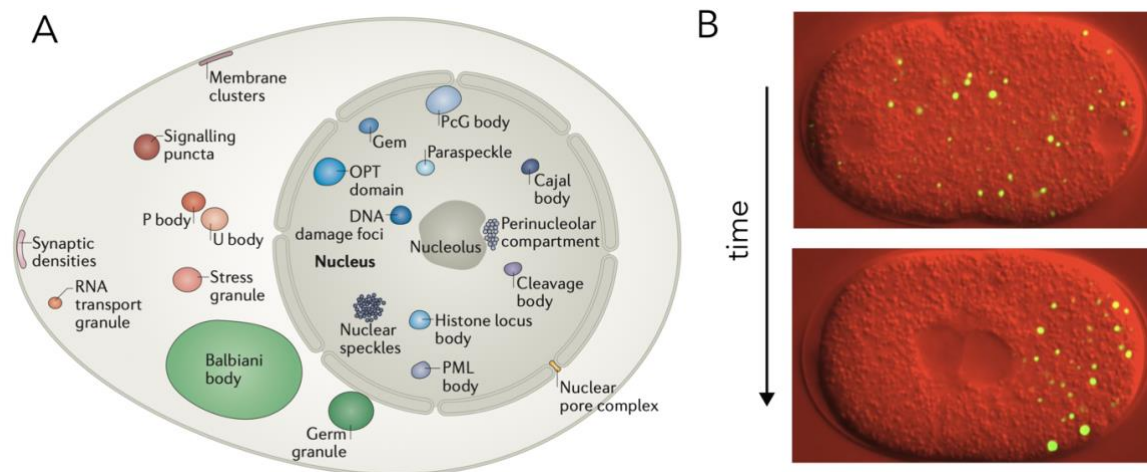 A
Membrane
clusters
Signalling
puncta
P body
U body
Synaptic
densities
RNA
transport
granule
Stress
granule
Balbiani
body
Germ
granule
PcG body
Gem
Paraspeckle
OPT
domain
Cajal
body
DNA
damage foci
Nucleolus
Perinucleolar
compartment
Nucleus
Cleavage
body
Nuclear
speckles
Histone locus
body
PML
body
Nuclear
pore complex
B
time